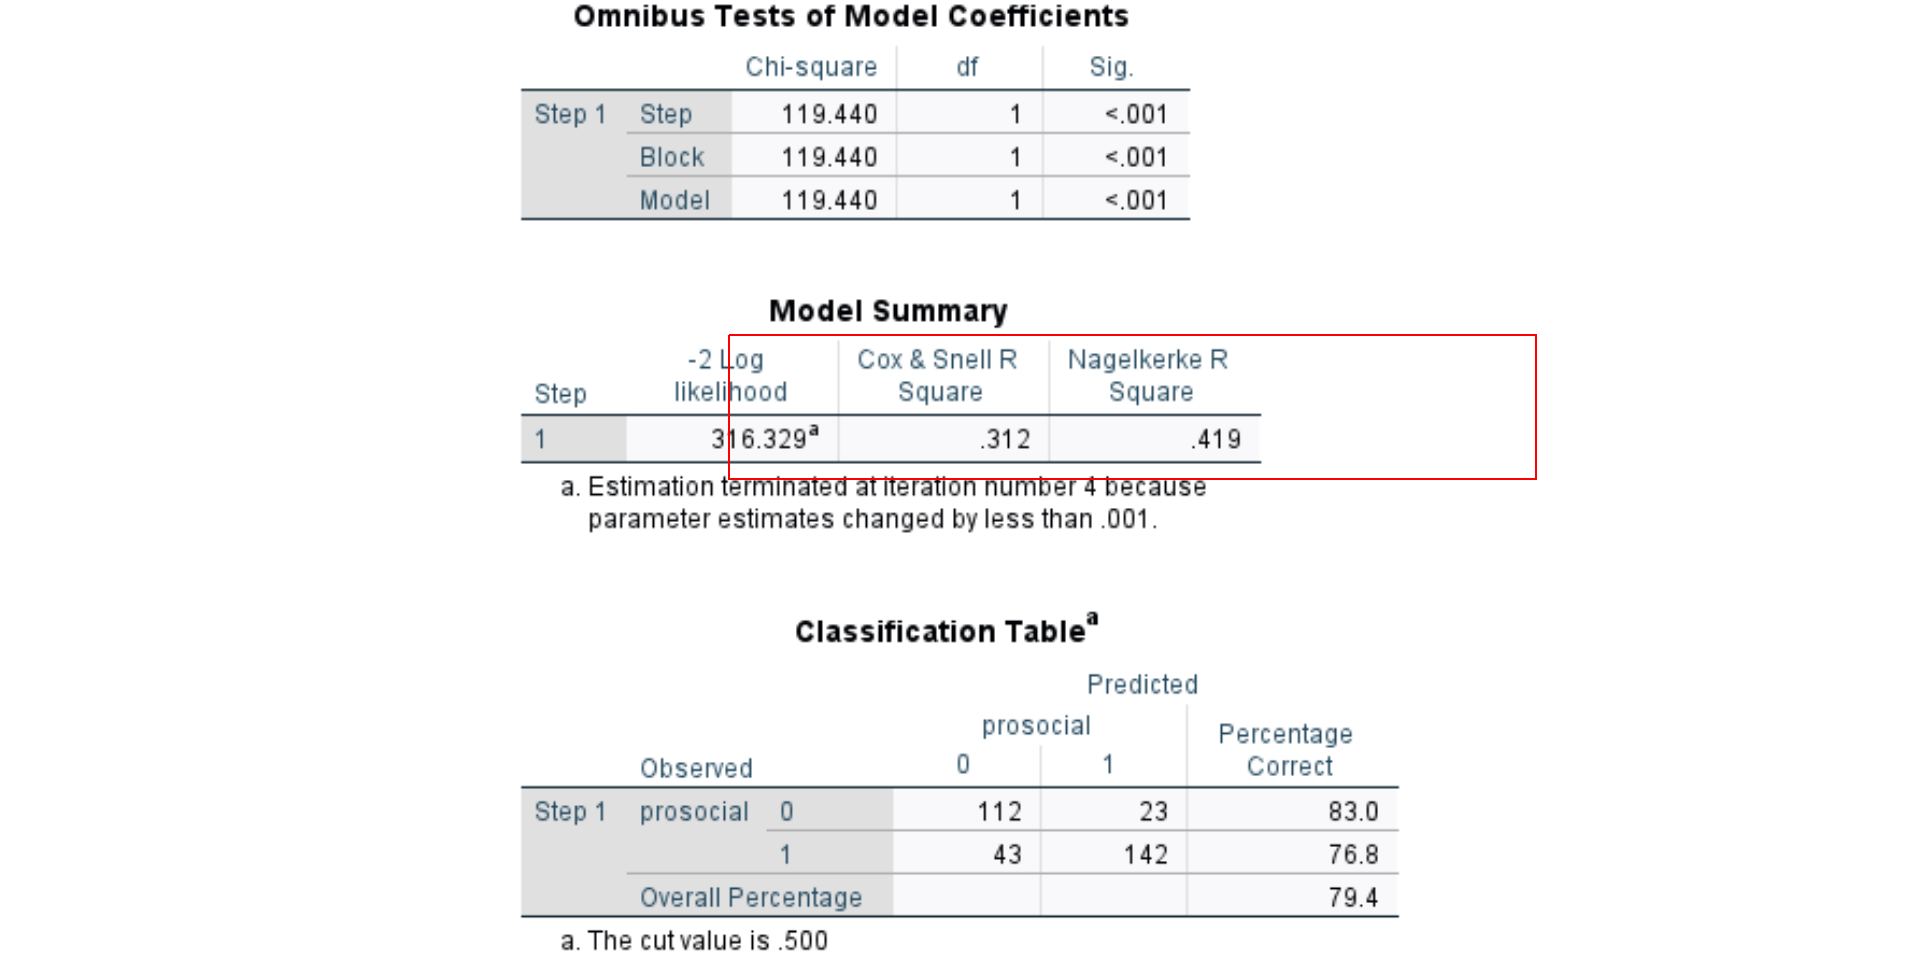 Omnibus Tests of Model Coefficients
Chi-square df Sig.
Step 1 Step 119.440 1 <.001
Block 119.440 1 <.001
Model 119.440 1 <.001
Model Summary
Step -2 Log likelihood Cox & Snell R Square Nagelkerke R Square
1 316.329a .312 .419
a. Estimation terminated at iteration number 4 because
parameter estimates changed by less than .001.
Classification Tablea
Predicted
prosocial Percentage Correct
Observed 0 1
Step 1 prosocial 0 112 23 83.0
1 43 142 76.8
Overall Percentage 79.4
a. The cut value is .500